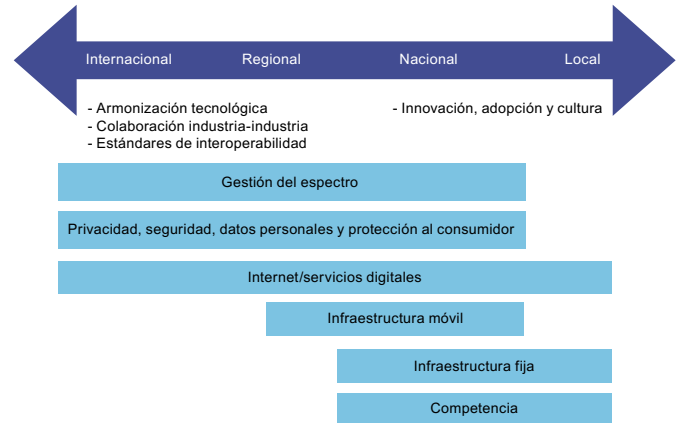 Internacional Regional Nacional Local
- Armonización tecnológica
- Colaboración industria-industria
- Estándares de interoperabilidad
- Innovación, adopción y cultura
Gestión del espectro
Privacidad, seguridad, datos personales y protección al consumidor
Internet/servicios digitales
Infraestructura móvil
Infraestructura fija
Competencia